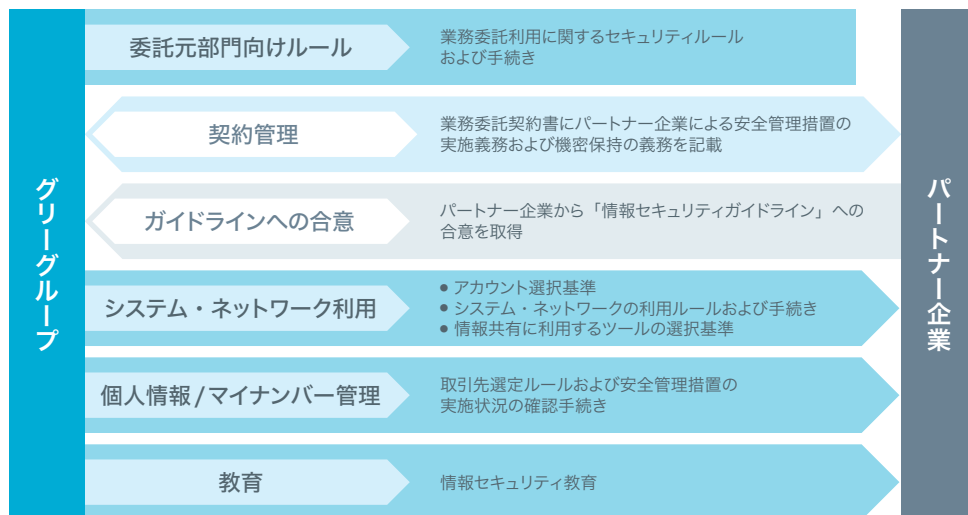 グリーグループ
委託元部門向けルール
業務委託利用に関するセキュリティルール
および手続き
契約管理
業務委託契約書にパートナー企業による安全管理措置の
実施義務および機密保持の義務を記載
ガイドラインへの合意
パートナー企業から「情報セキュリティガイドライン」への
合意を取得
システム・ネットワーク利用
● アカウント選択基準
● システム・ネットワークの利用ルールおよび手続き
● 情報共有に利用するツールの選択基準
個人情報/マイナンバー管理
取引先選定ルールおよび安全管理措置の
実施状況の確認手続き
教育
情報セキュリティ教育
パートナー企業